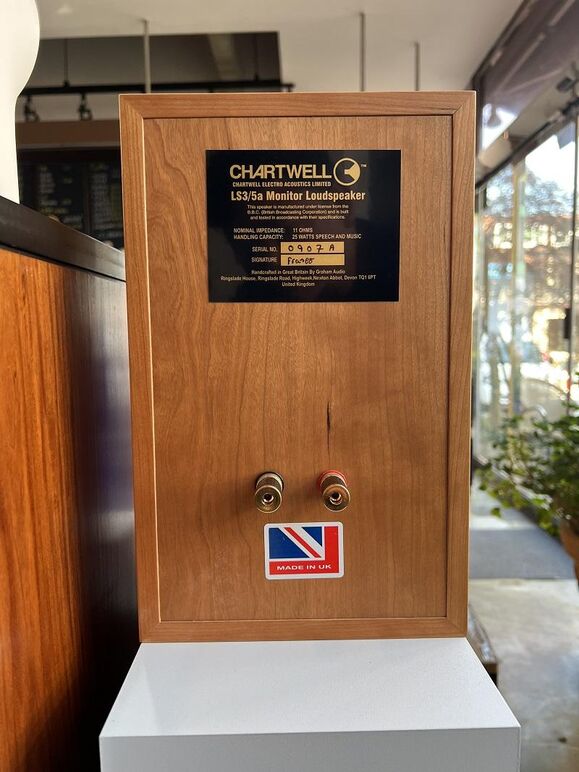 CHARTWELL ™
CHARTWELL ELECTRO ACOUSTICS LIMITED
LS3/5a Monitor Loudspeaker
This speaker is manufactured under license from the
B.B.C. (British Broadcasting Corporation) and is built
and tested in accordance with their specifications.
NOMINAL IMPEDANCE: 11 OHMS
HANDLING CAPACITY: 25 WATTS SPEECH AND MUSIC
SERIAL NO. 0907 A
SIGNATURE
Handcrafted in Great Britain By Graham Audio
Ringslade House, Ringslade Road, Highweek,Newton Abbot, Devon TQ1 6PT
United Kingdom
MADE IN UK